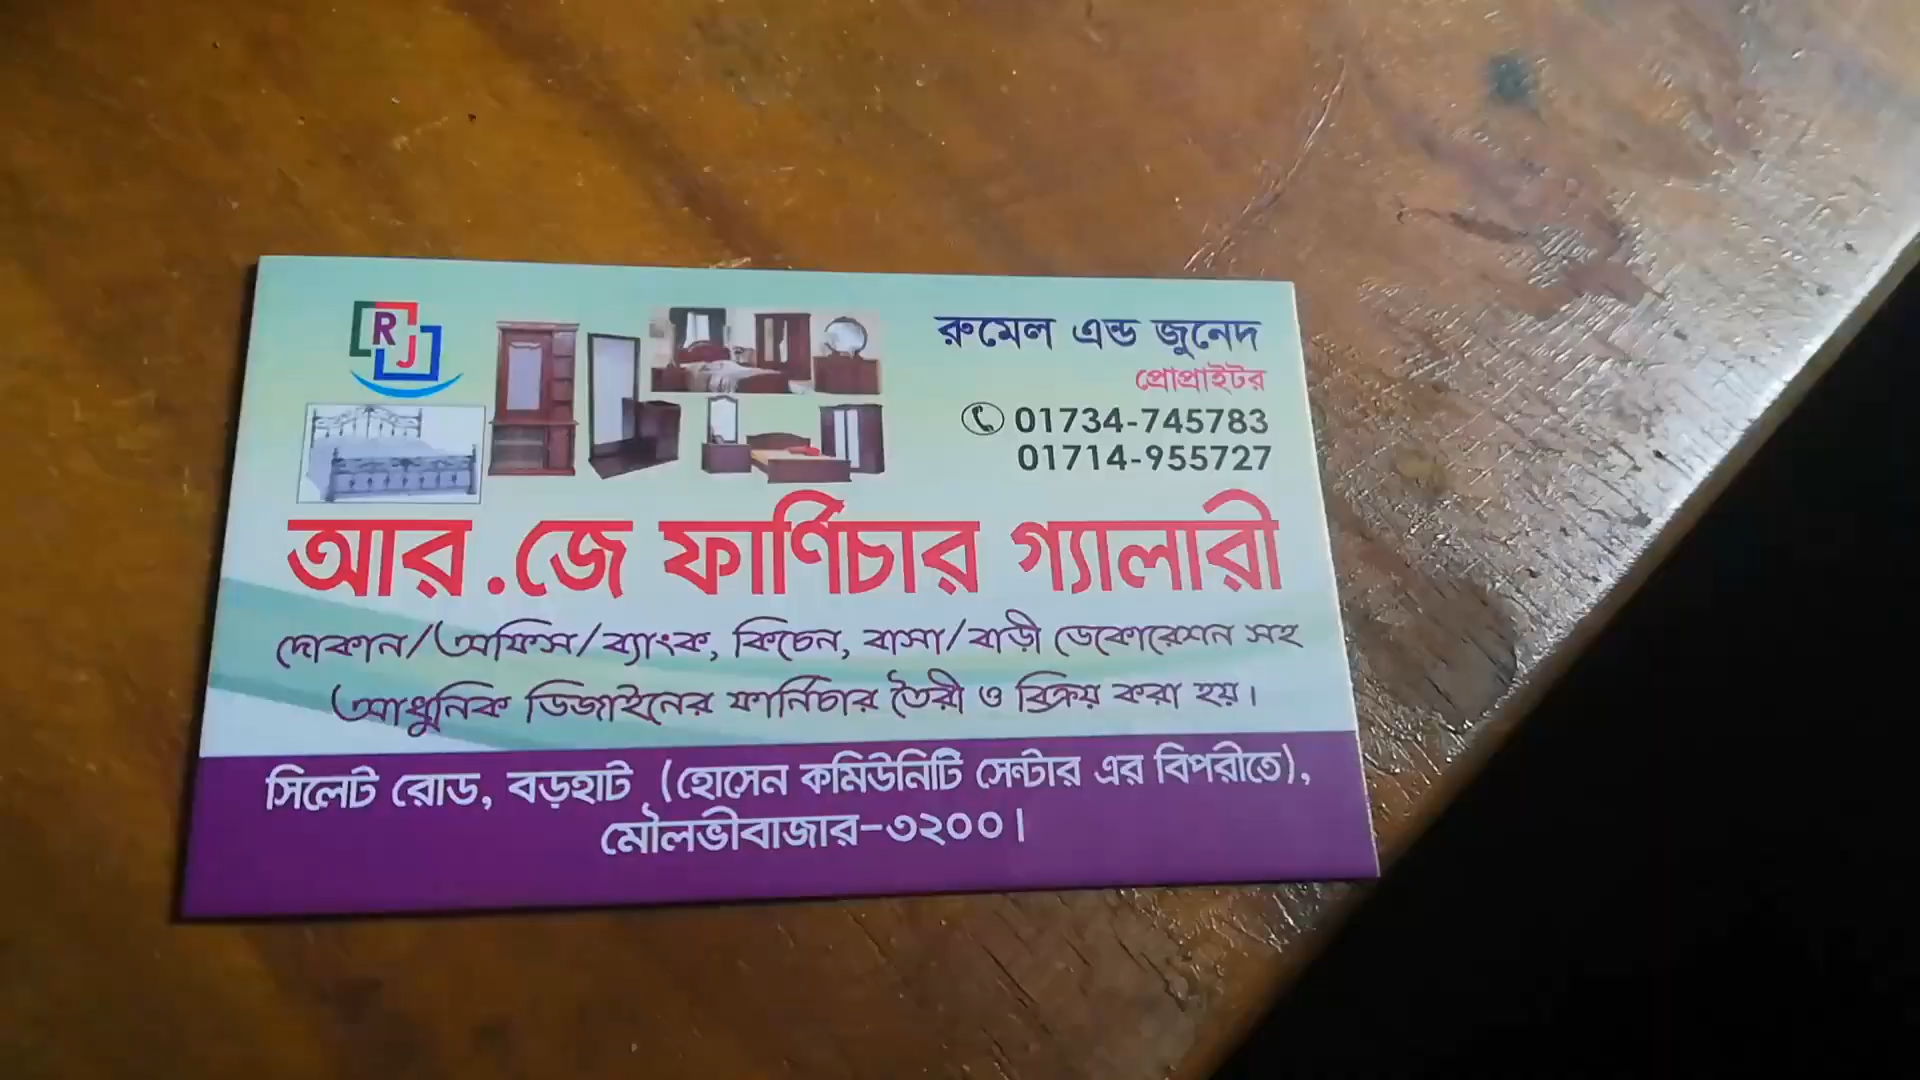 RJ
রুমেল এন্ড জুনেদ
প্রোপ্রাইটর
01734-745783
01714-955727
আর.জে ফার্ণিচার গ্যালারী
দোকান/অফিস/ব্যাংক, কিচেন, বাসা/বাড়ী ডেকোরেশন সহ
আধুনিক ডিজাইনের ফার্নিচার তৈরী ও বিক্রয় করা হয়।
সিলেট রোড, বড়হাট (হোসেন কমিউনিটি সেন্টার এর বিপরীতে),
মৌলভীবাজার-৩২০০।